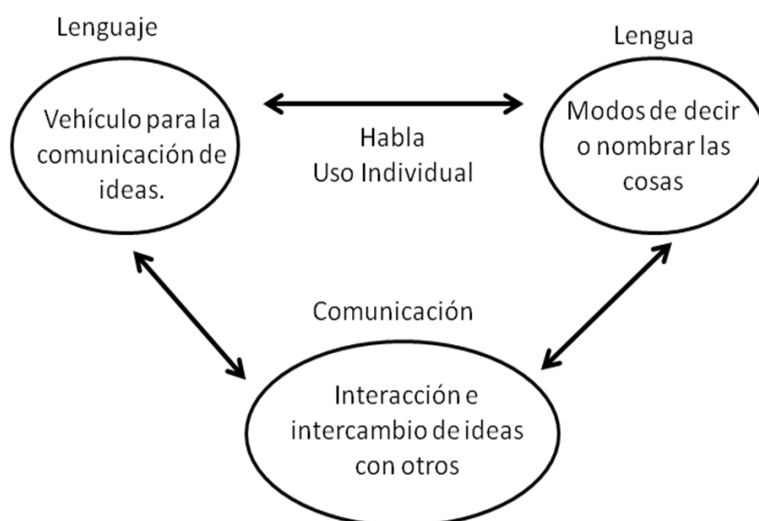 Lenguaje
Lengua
Vehículo para la
comunicación de
ideas.
Habla
Uso Individual
Modos de decir
o nombrar las
cosas
Comunicación
Interacción e
intercambio de ideas
con otros